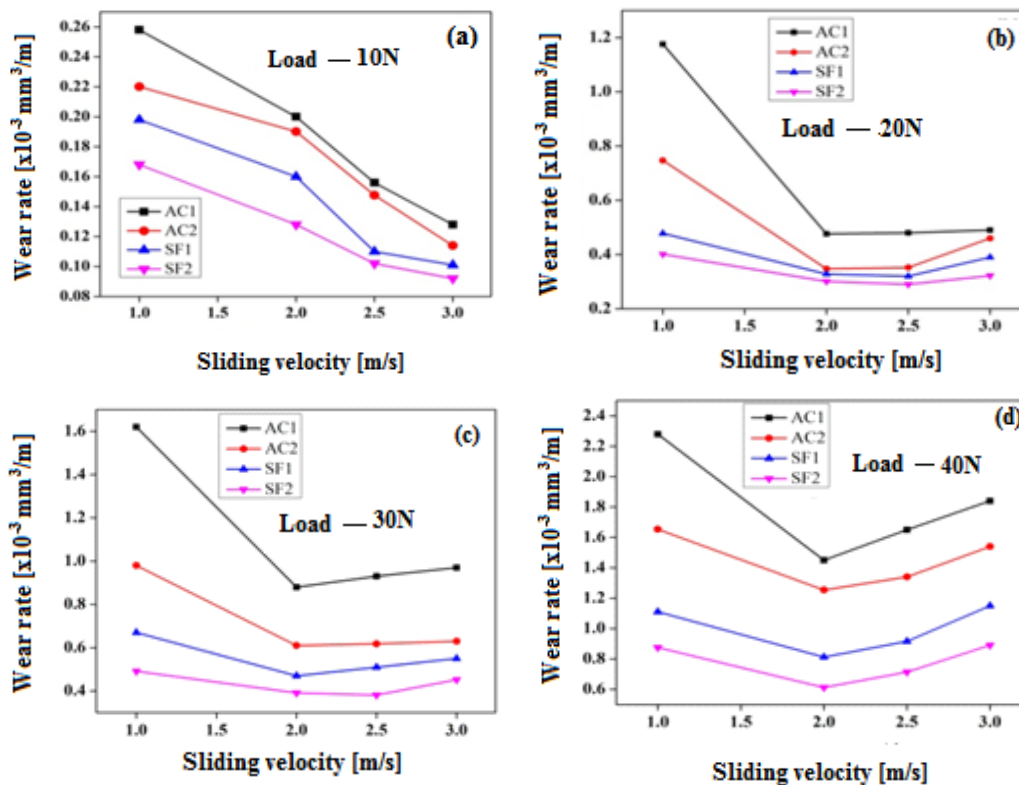 (a)
Load — 10N
Wear rate [x10⁻³ mm³/m]
0.26
0.24
0.22
0.20
0.18
0.16
0.14
0.12
0.10
0.08
AC1
AC2
SF1
SF2
1.0 1.5 2.0 2.5 3.0
Sliding velocity [m/s]
(b)
Load — 20N
Wear rate [x10⁻³ mm³/m]
1.2
1.0
0.8
0.6
0.4
0.2
AC1
AC2
SF1
SF2
1.0 1.5 2.0 2.5 3.0
Sliding velocity [m/s]
(c)
Load — 30N
Wear rate [x10⁻³ mm³/m]
1.6
1.4
1.2
1.0
0.8
0.6
0.4
AC1
AC2
SF1
SF2
1.0 1.5 2.0 2.5 3.0
Sliding velocity [m/s]
(d)
Load — 40N
Wear rate [x10⁻³ mm³/m]
2.4
2.2
2.0
1.8
1.6
1.4
1.2
1.0
0.8
0.6
AC1
AC2
SF1
SF2
1.0 1.5 2.0 2.5 3.0
Sliding velocity [m/s]